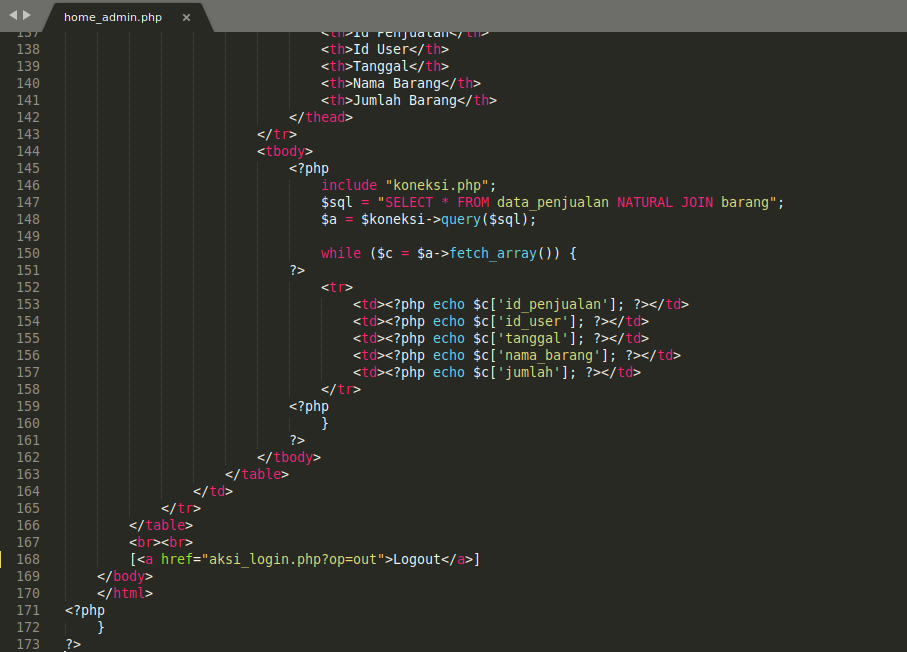 home_admin.php ×
137 <th>Id Penjualan</th>
138 <th>Id User</th>
139 <th>Tanggal</th>
140 <th>Nama Barang</th>
141 <th>Jumlah Barang</th>
142 </thead>
143 </tr>
144 <tbody>
145 <?php
146 include "koneksi.php";
147 $sql = "SELECT * FROM data_penjualan NATURAL JOIN barang";
148 $a = $koneksi->query($sql);
149
150 while ($c = $a->fetch_array()) {
151 ?>
152 <tr>
153 <td><?php echo $c['id_penjualan']; ?></td>
154 <td><?php echo $c['id_user']; ?></td>
155 <td><?php echo $c['tanggal']; ?></td>
156 <td><?php echo $c['nama_barang']; ?></td>
157 <td><?php echo $c['jumlah']; ?></td>
158 </tr>
159 <?php
160 }
161 ?>
162 </tbody>
163 </table>
164 </td>
165 </tr>
166 </table>
167 <br><br>
168 [<a href="aksi_login.php?op=out">Logout</a>]
169 </body>
170 </html>
171 <?php
172 }
173 ?>